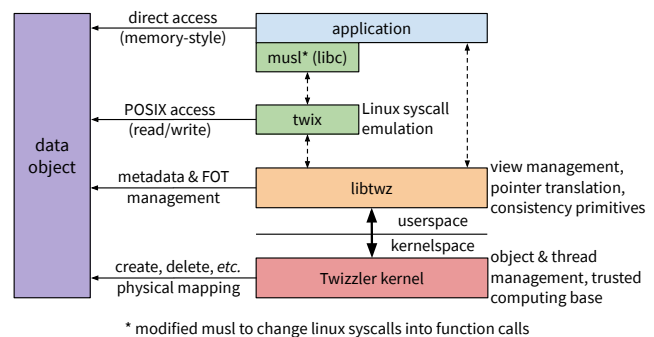 direct access
(memory-style)
application
musl* (libc)
POSIX access
(read/write)
twix
Linux syscall
emulation
data
object
metadata & FOT
management
libtwz
view management,
pointer translation,
consistency primitives
userspace
kernelspace
create, delete, etc.
physical mapping
Twizzler kernel
object & thread
management, trusted
computing base
* modified musl to change linux syscalls into function calls